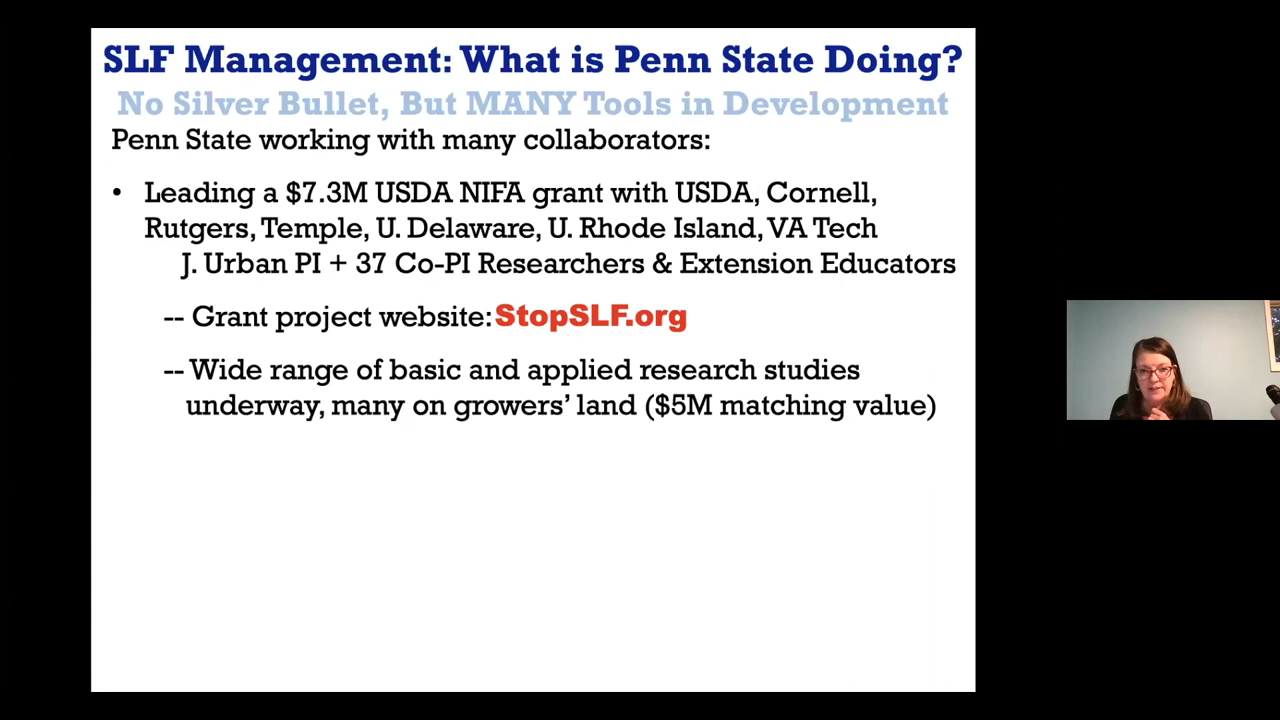 SLF Management: What is Penn State Doing?
No Silver Bullet, But MANY Tools in Development
Penn State working with many collaborators:
• Leading a $7.3M USDA NIFA grant with USDA, Cornell,
Rutgers, Temple, U. Delaware, U. Rhode Island, VA Tech
J. Urban PI + 37 Co-PI Researchers & Extension Educators
-- Grant project website: StopSLF.org
-- Wide range of basic and applied research studies
underway, many on growers’ land ($5M matching value)